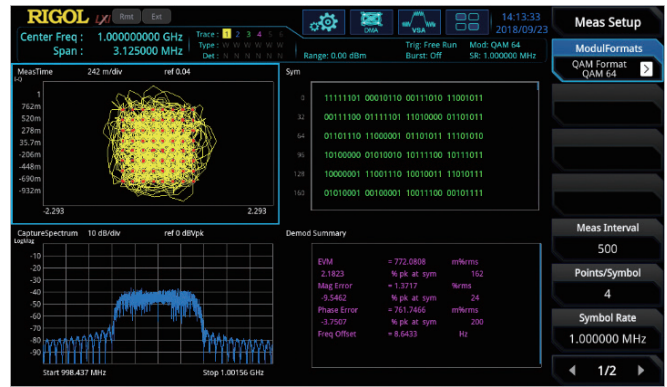 RIGOL LXI Rmt Ext
DMA VSA
14:13:33
2018/09/23
Center Freq : 1.000000000 GHz
Span : 3.125000 MHz
Trace : 1 2 3 4 5 6
Type : W W W W W W
Det : N N N N N N
Range: 0.00 dBm
Trig: Free Run Mod: QAM 64
Burst: Off SR: 1.000000 MHz
Meas Setup
ModulFormats
QAM Format
QAM 64
Meas Interval
500
Points/Symbol
4
Symbol Rate
1.000000 MHz
1/2
MeasTime 242 m/div ref 0.04
I-Q
1
762m
520m
278m
35.7m
-206m
-448m
-690m
-932m
-2.293 2.293
Sym
0 11111101 00010110 00111010 11001011
32 00111100 01111101 11010000 01101011
64 01101110 11000001 01101011 11101010
96 10100000 01010010 10111100 10111011
128 10000001 11001110 10010011 11010111
160 01010001 00100001 10011100 00101111
CaptureSpectrum 10 dB/div ref 0 dBVpk
LogMag
-10
-20
-30
-40
-50
-60
-70
-80
-90
Start 998.437 MHz Stop 1.00156 GHz
Demod Summary
EVM = 772.0808 m%rms
2.1823 % pk at sym 162
Mag Error = 1.3717 %rms
-9.5462 % pk at sym 24
Phase Error = 761.7466 m%rms
-3.7507 % pk at sym 200
Freq Offset = 8.6433 Hz